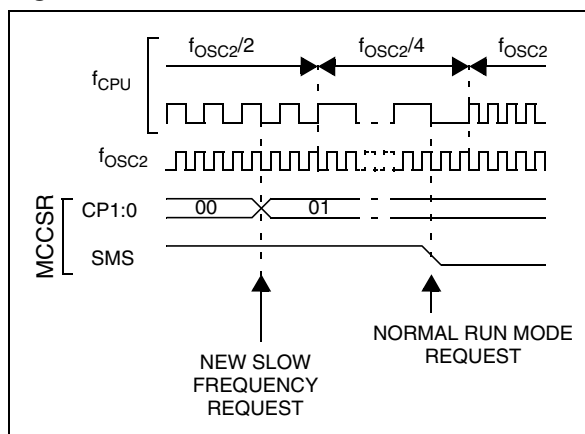 fOSC2/2 fOSC2/4 fOSC2
fCPU
fOSC2
MCCSR
CP1:0 00 01
SMS
NEW SLOW
FREQUENCY
REQUEST
NORMAL RUN MODE
REQUEST